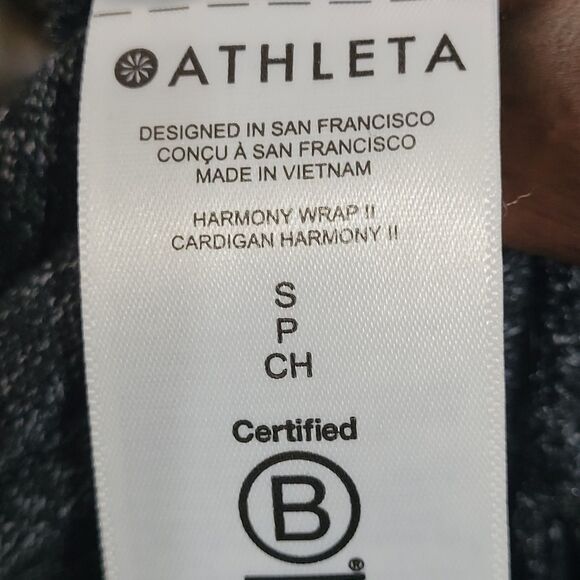 ATHLETA
DESIGNED IN SAN FRANCISCO
CONÇU À SAN FRANCISCO
MADE IN VIETNAM
HARMONY WRAP II
CARDIGAN HARMONY II
S
P
CH
Certified
B
®